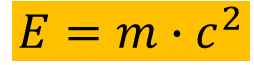 E = m · c²